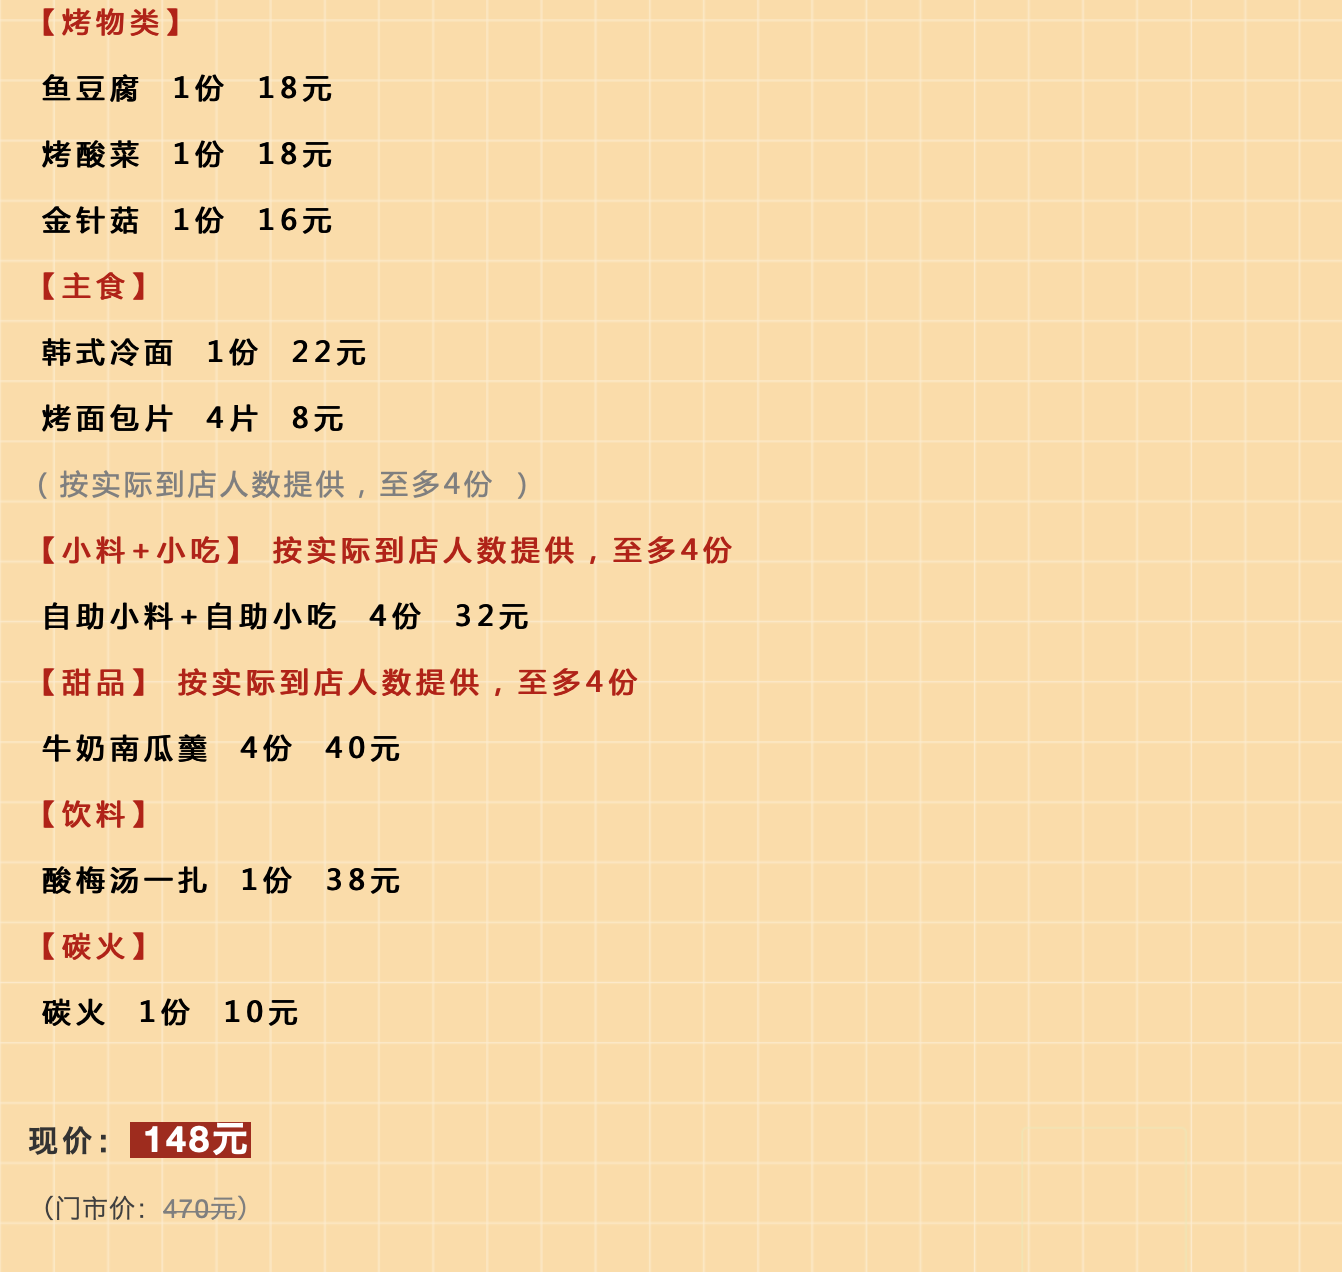 【烤物类】
鱼豆腐 1份 18元
烤酸菜 1份 18元
金针菇 1份 16元
【主食】
韩式冷面 1份 22元
烤面包片 4片 8元
（按实际到店人数提供，至多4份 ）
【小料+小吃】 按实际到店人数提供，至多4份
自助小料+自助小吃 4份 32元
【甜品】 按实际到店人数提供，至多4份
牛奶南瓜羹 4份 40元
【饮料】
酸梅汤一扎 1份 38元
【碳火】
碳火 1份 10元
现价： 148元
（门市价：470元）